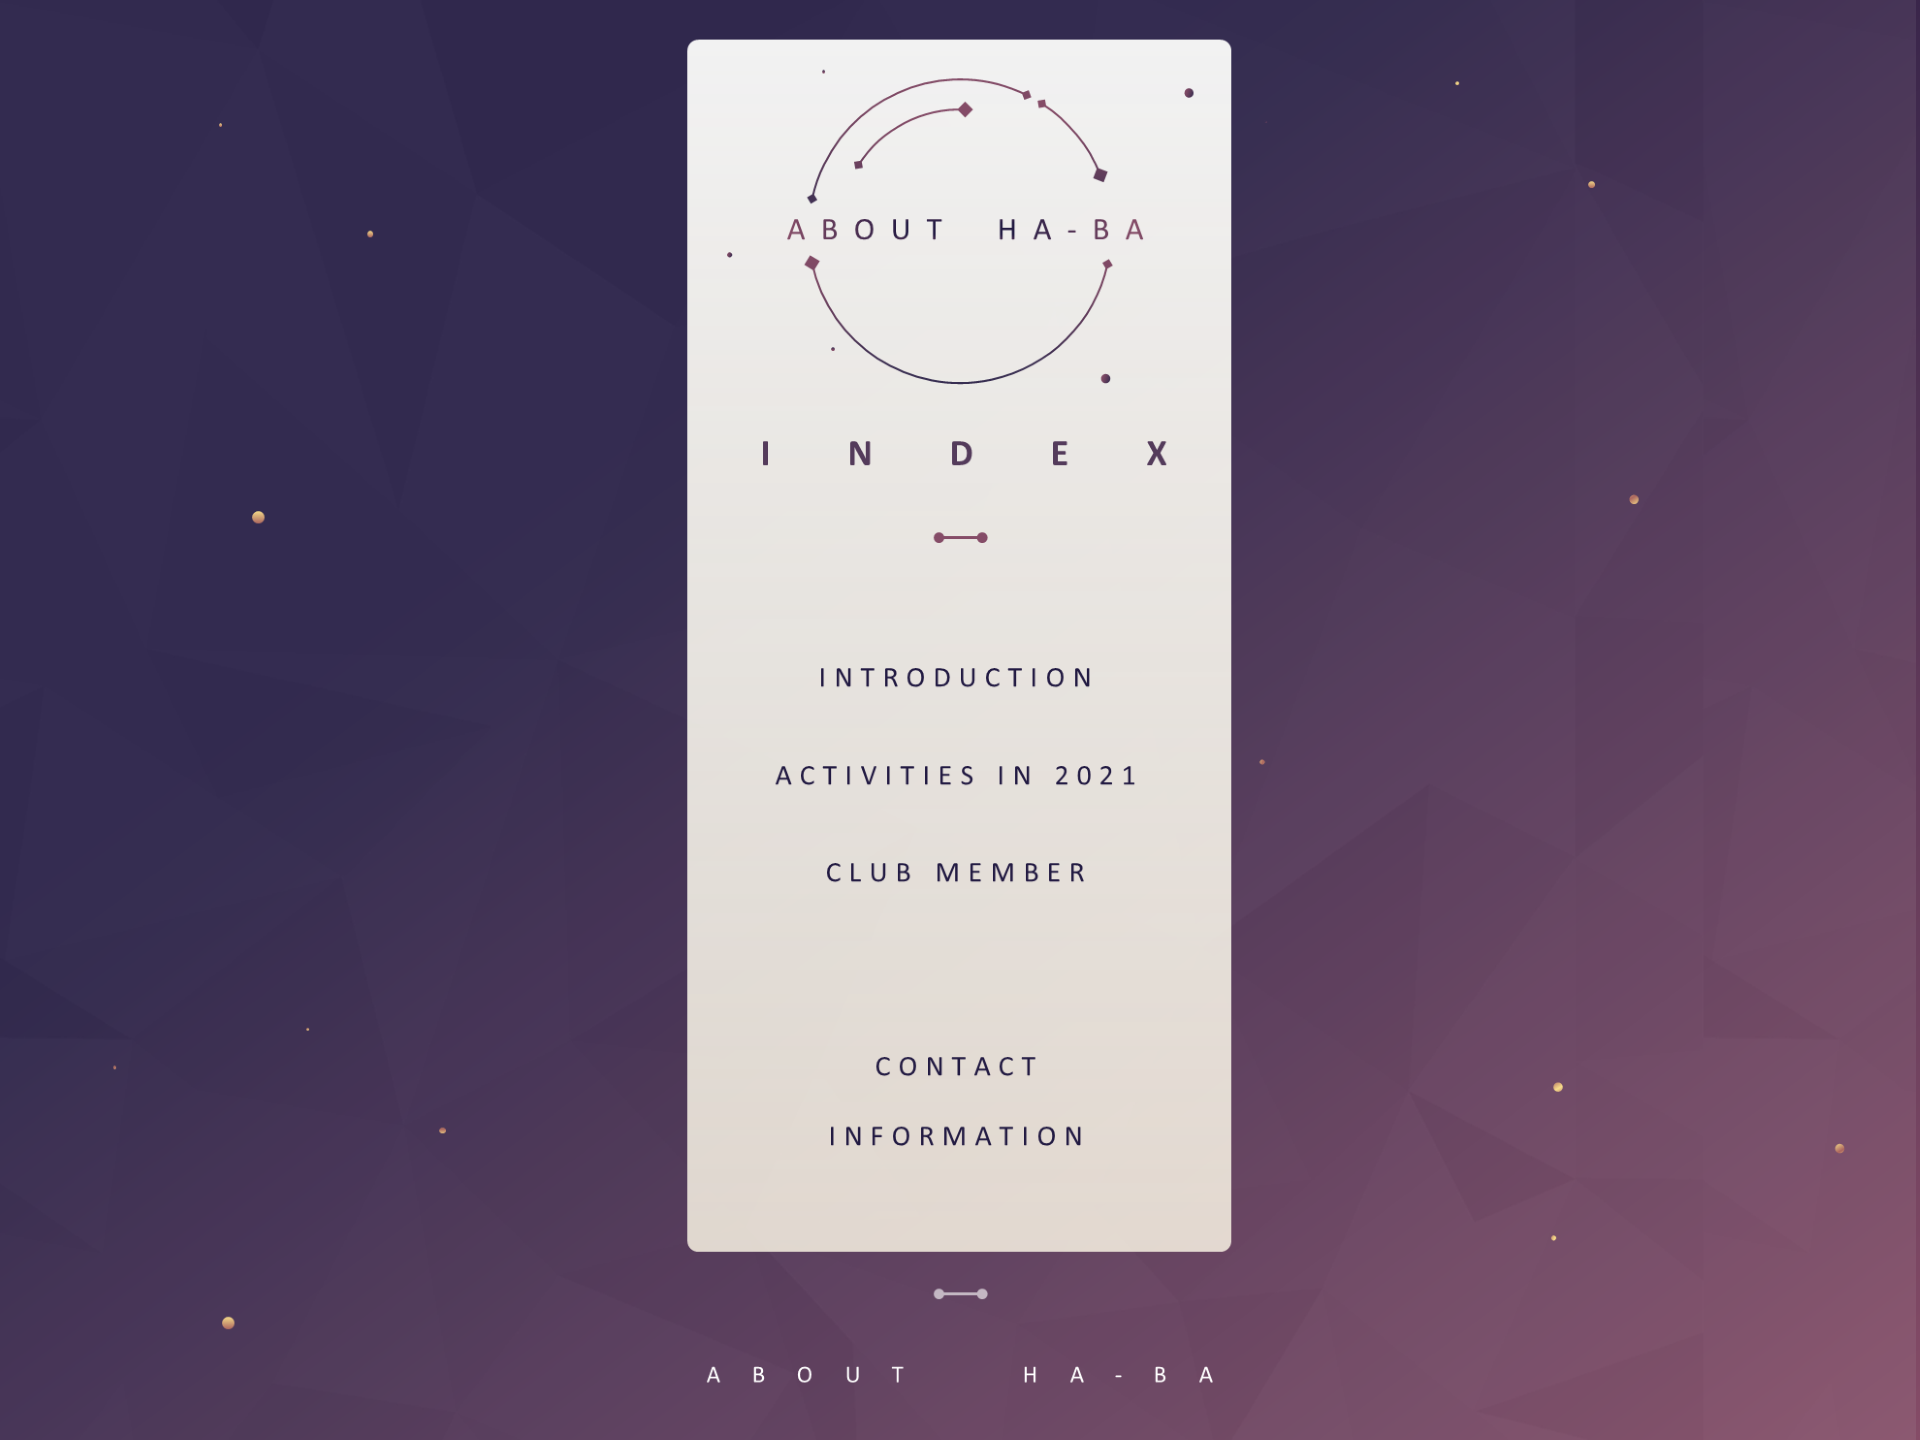 ABOUT HA-BA
INDEX
INTRODUCTION
ACTIVITIES IN 2021
CLUB MEMBER
CONTACT
INFORMATION
ABOUT HA-BA